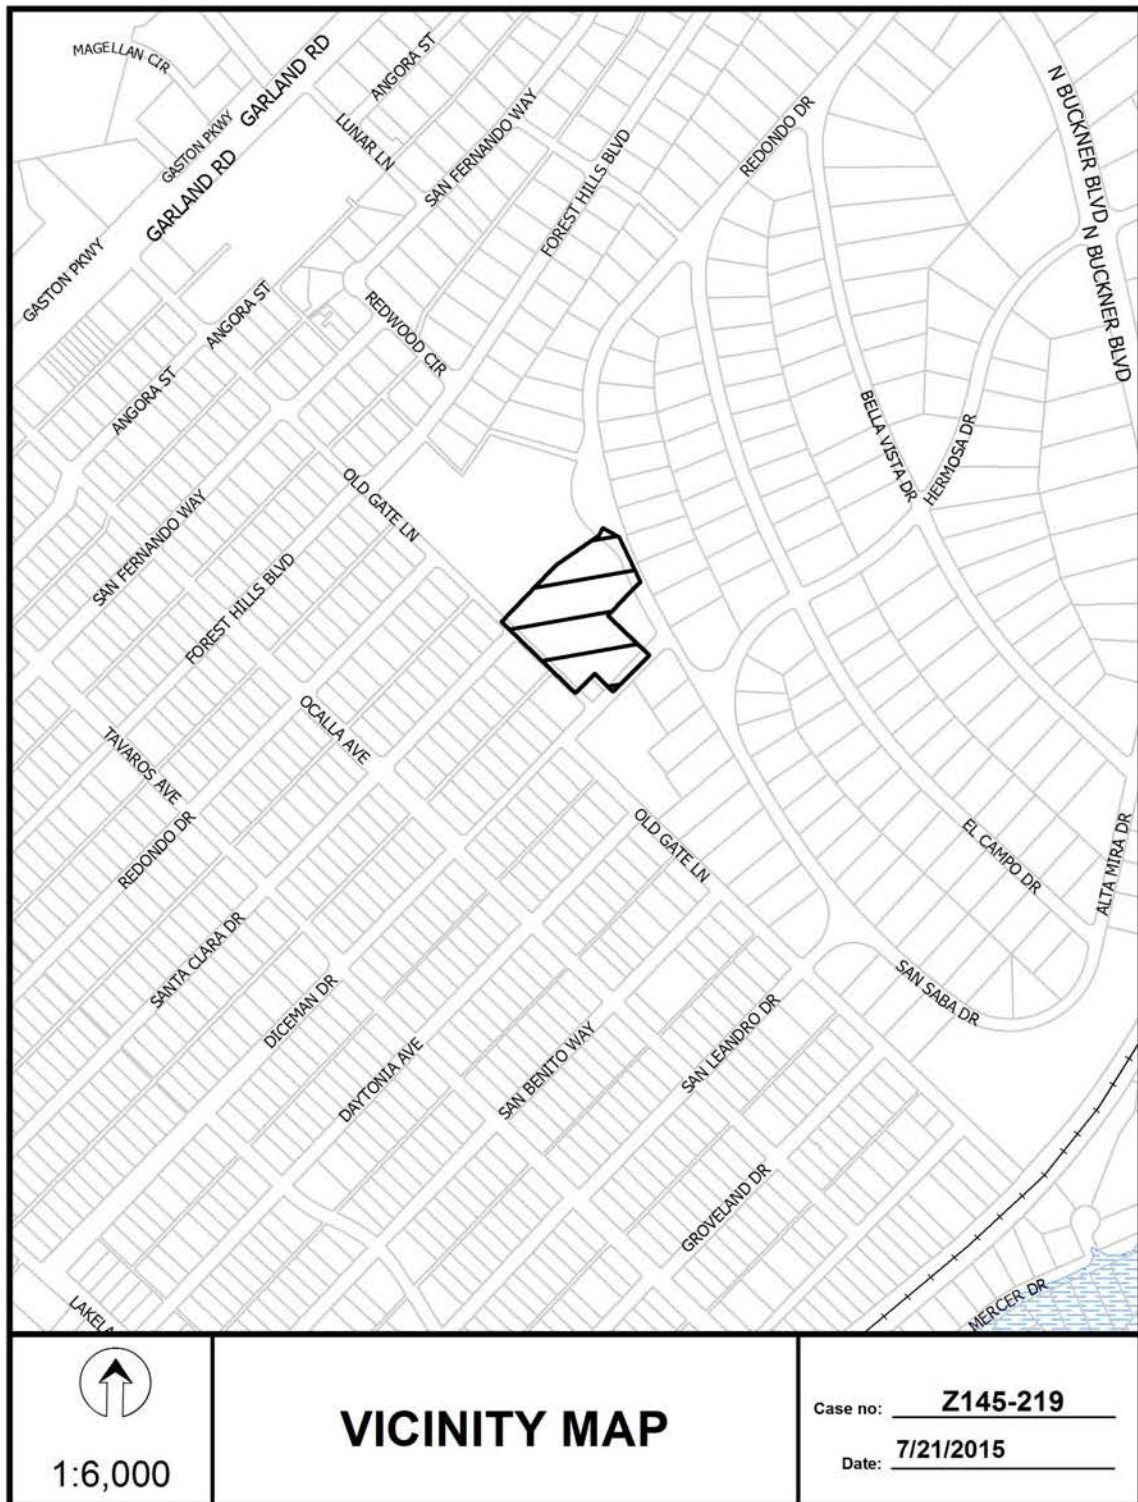 MAGELLAN CIR
GARLAND RD
ANGORA ST
N BUCKNER BLVD
GASTON PKWY
LUNAR LN
SAN FERNANDO WAY
REDONDO DR
GARLAND RD
FOREST HILLS BLVD
GASTON PKWY
N BUCKNER BLVD
ANGORA ST
REDWOOD CIR
ANGORA ST
BELLA VISTA DR
HERMOSA DR
OLD GATE LN
SAN FERNANDO WAY
FOREST HILLS BLVD
OCALLA AVE
TAVAROS AVE
REDONDO DR
OLD GATE LN
EL CAMPO DR
ALTA MIRA DR
SANTA CLARA DR
DICEMAN DR
SAN SABA DR
DAYTONIA AVE
SAN BENITO WAY
SAN LEANDRO DR
GROVELAND DR
MERCER DR
LAKELA
1:6,000
VICINITY MAP
Case no: Z145-219
Date: 7/21/2015